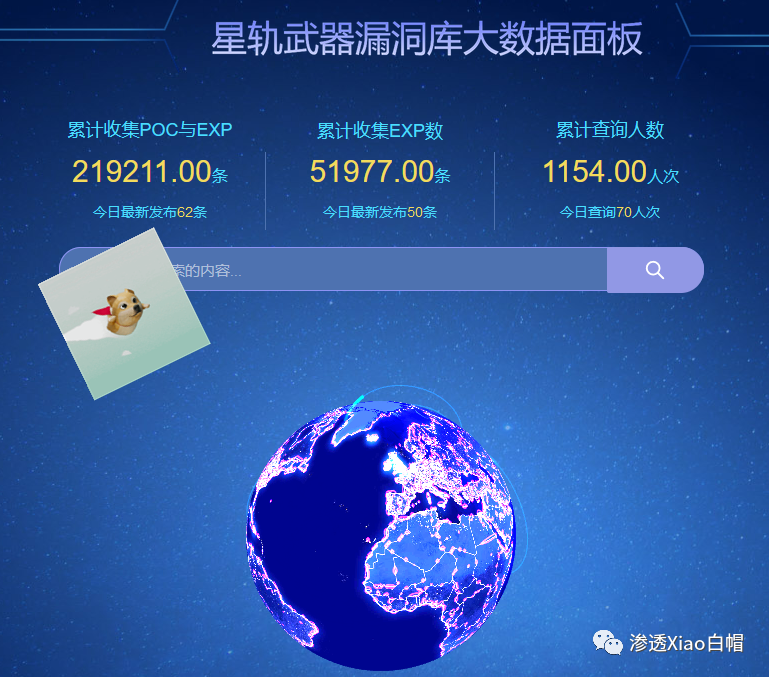 星轨武器漏洞库大数据面板
累计收集POC与EXP
219211.00条
今日最新发布62条
累计收集EXP数
51977.00条
今日最新发布50条
累计查询人数
1154.00人次
今日查询70人次
索的内容...
渗透Xiao白帽